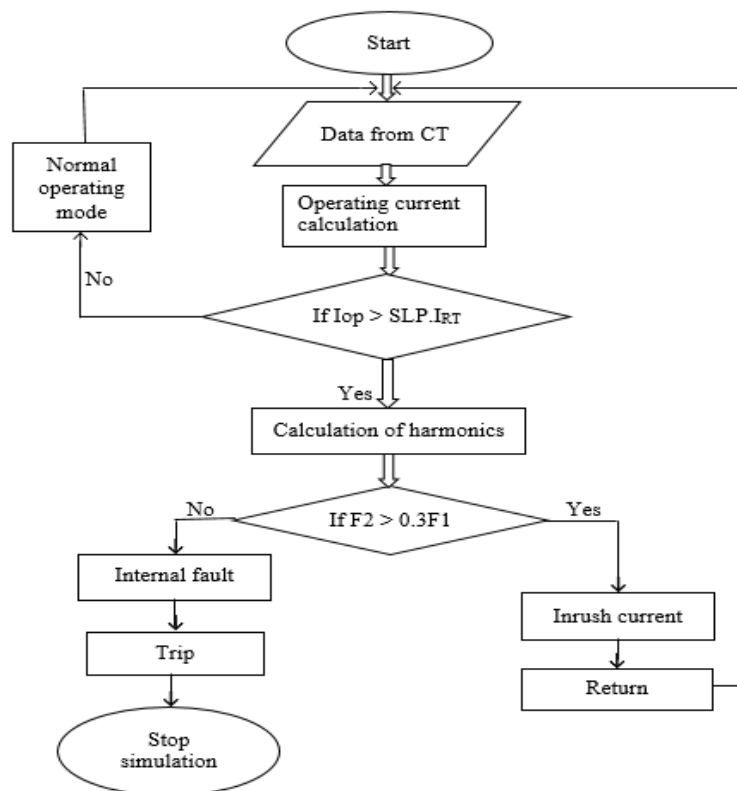 Start
Data from CT
Normal
operating
mode
Operating current
calculation
No
If Iop > SLP.IRT
Yes
Calculation of harmonics
No
If F2 > 0.3F1
Yes
Internal fault
Inrush current
Trip
Return
Stop
simulation